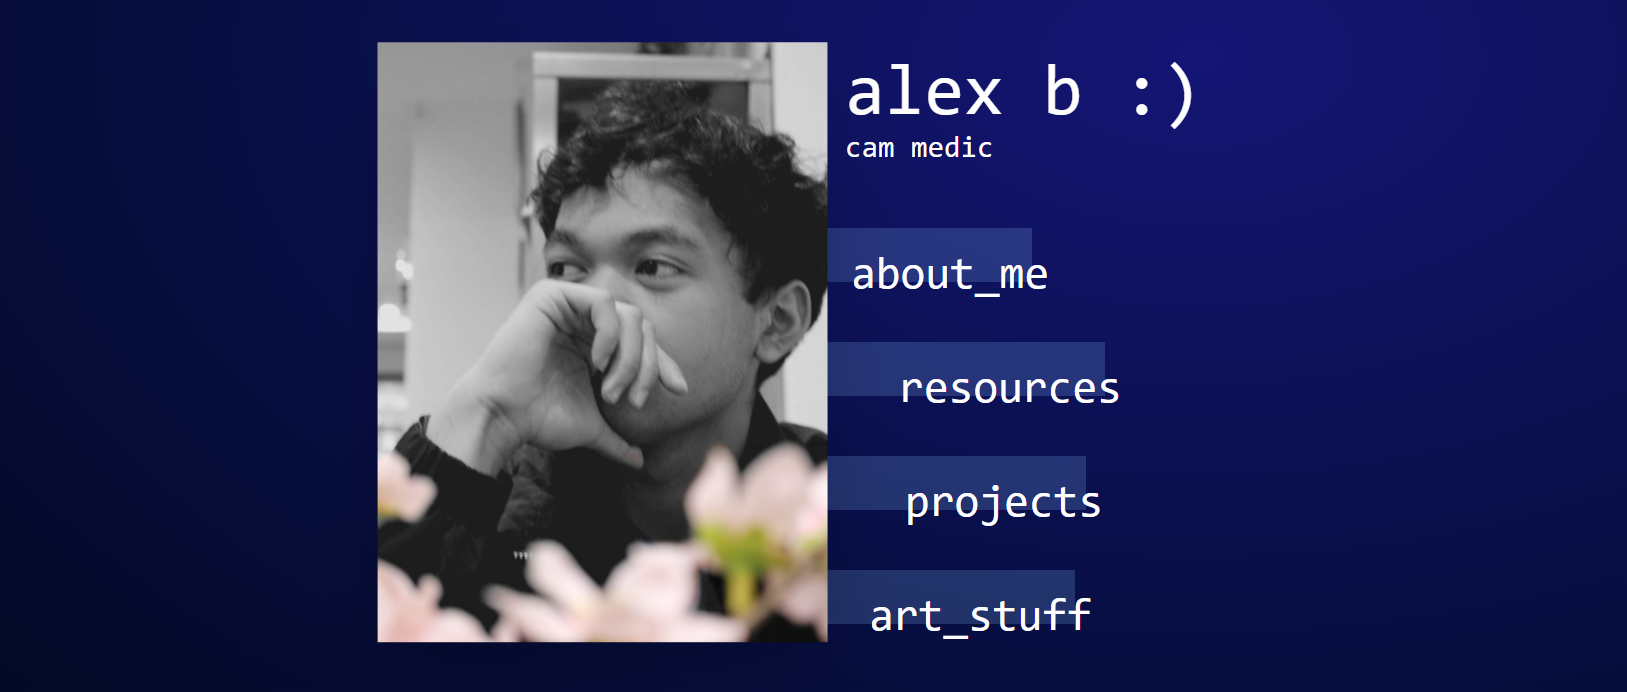 alex b :)
cam medic
about_me
resources
projects
art_stuff